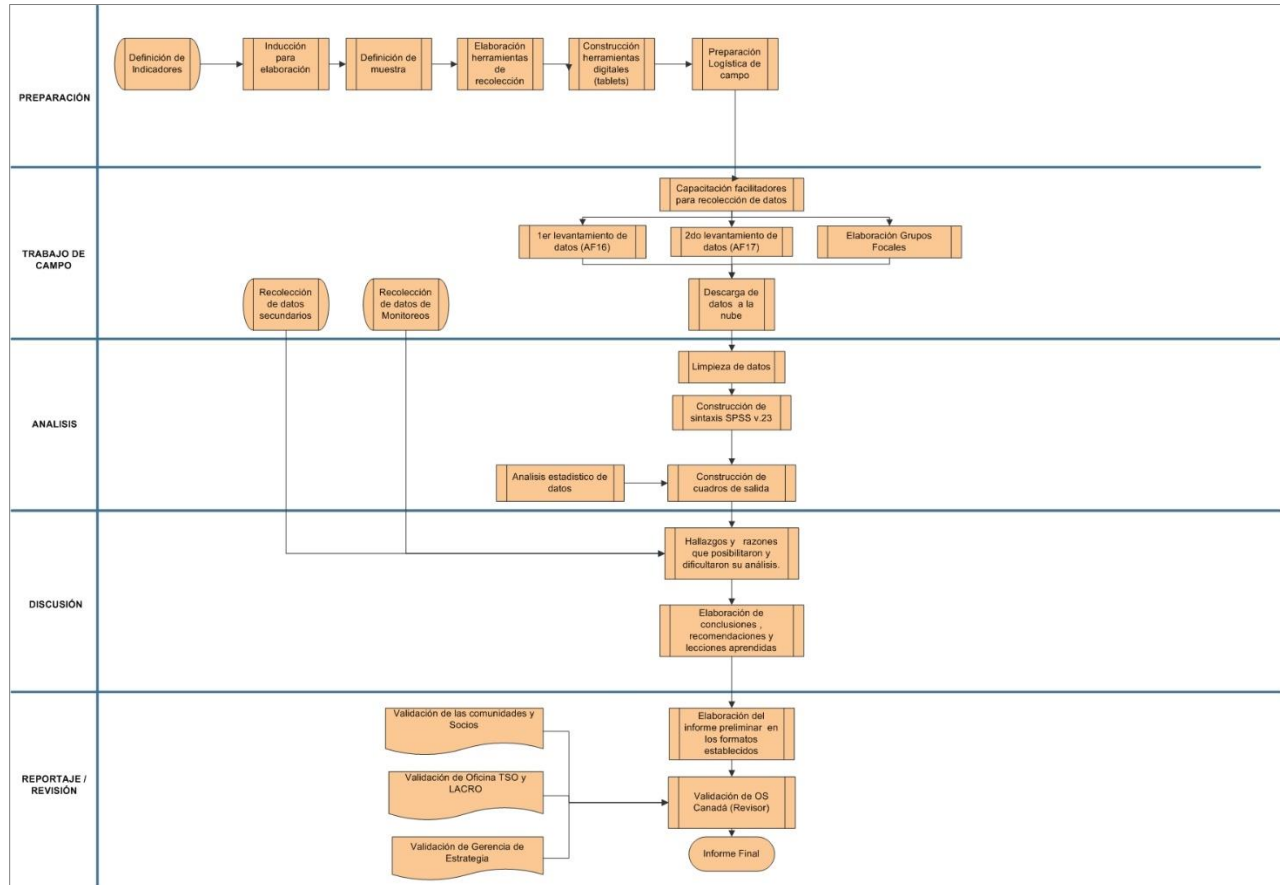 PREPARACIÓN
Definición de
Indicadores
Inducción
para
elaboración
Definición de
muestra
Elaboración
herramientas
de
recolección
Construcción
herramientas
digitales
(tablets)
Preparación
Logística de
campo
TRABAJO DE
CAMPO
Capacitación facilitadores
para recolección de datos
1er levantamiento de
datos (AF16)
2do levantamiento de
datos (AF17)
Elaboración Grupos
Focales
Recolección
de datos
secundarios
Recolección
de datos de
Monitoreos
Descarga de
datos a la
nube
ANALISIS
Limpieza de datos
Construcción de
sintaxis SPSS v.23
Analisis estadistico de
datos
Construcción de
cuadros de salida
DISCUSIÓN
Hallazgos y razones
que posibilitaron y
dificultaron su análisis.
Elaboración de
conclusiones ,
recomendaciones y
lecciones aprendidas
REPORTAJE /
REVISIÓN
Validación de las comunidades y
Socios
Elaboración del
informe preliminar en
los formatos
establecidos
Validación de Oficina TSO y
LACRO
Validación de OS
Canadá (Revisor)
Validación de Gerencia de
Estrategia
Informe Final